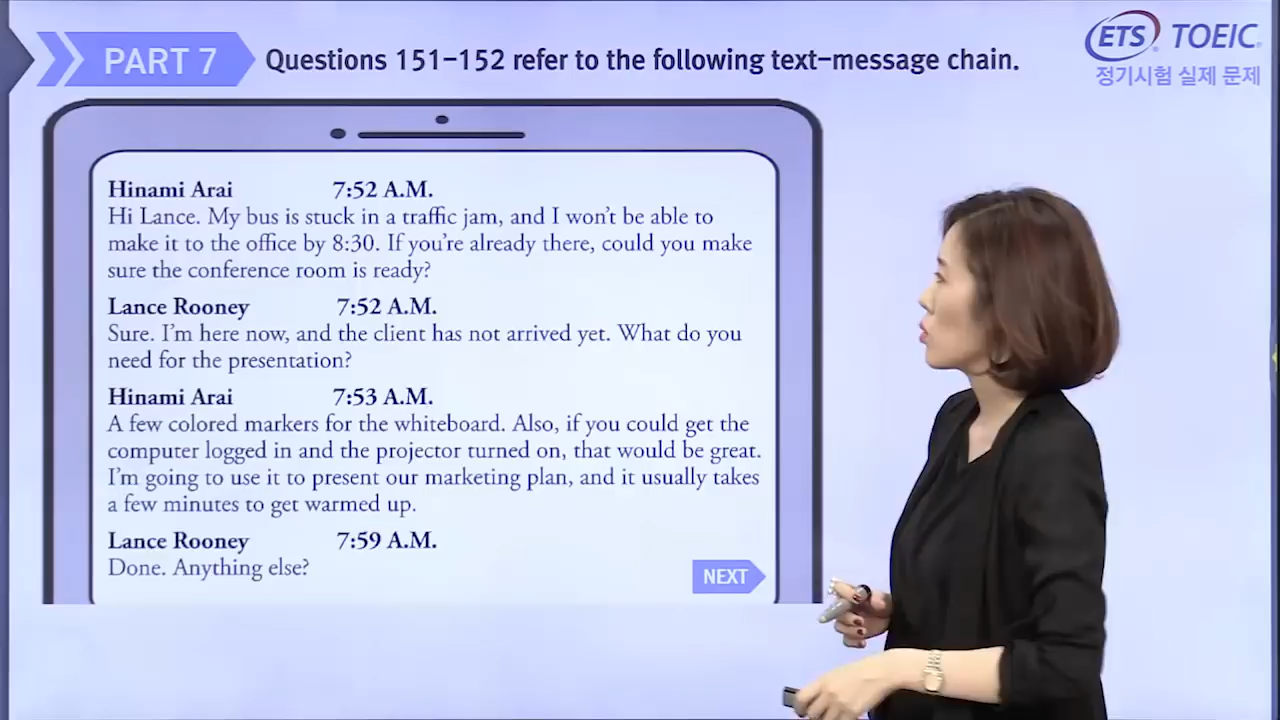 PART 7
Questions 151-152 refer to the following text-message chain.
ETS TOEIC
정기시험 실제 문제
Hinami Arai 7:52 A.M.
Hi Lance. My bus is stuck in a traffic jam, and I won't be able to
make it to the office by 8:30. If you're already there, could you make
sure the conference room is ready?
Lance Rooney 7:52 A.M.
Sure. I'm here now, and the client has not arrived yet. What do you
need for the presentation?
Hinami Arai 7:53 A.M.
A few colored markers for the whiteboard. Also, if you could get the
computer logged in and the projector turned on, that would be great.
I'm going to use it to present our marketing plan, and it usually takes
a few minutes to get warmed up.
Lance Rooney 7:59 A.M.
Done. Anything else?
NEXT